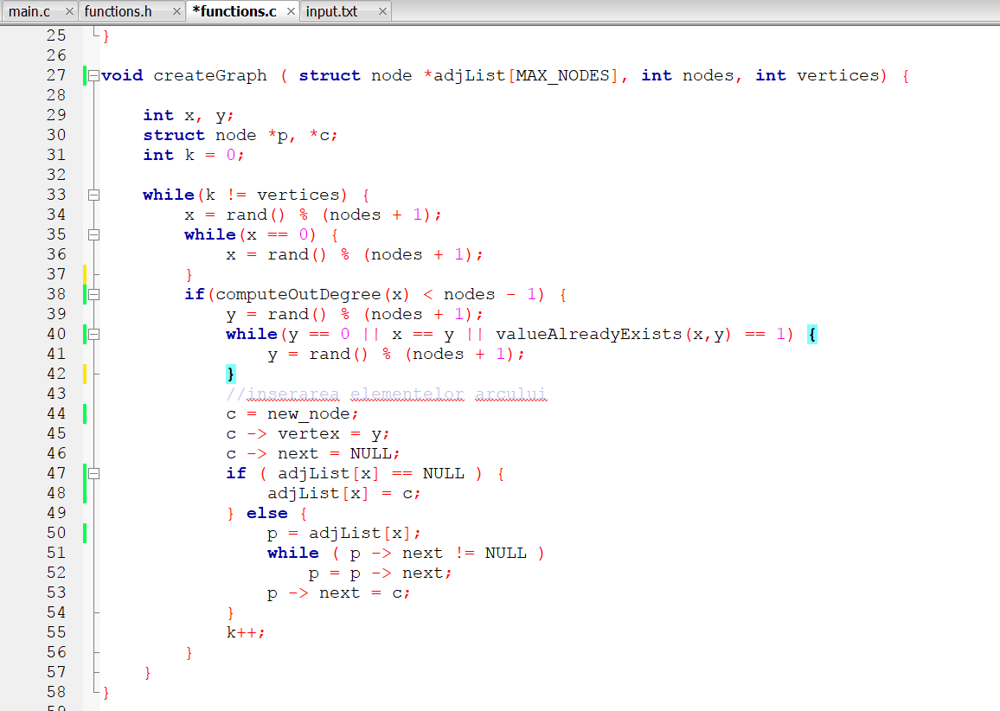 main.c × functions.h × *functions.c × input.txt ×
25 }
26
27 void createGraph ( struct node *adjList[MAX_NODES], int nodes, int vertices) {
28
29     int x, y;
30     struct node *p, *c;
31     int k = 0;
32
33     while(k != vertices) {
34         x = rand() % (nodes + 1);
35         while(x == 0) {
36             x = rand() % (nodes + 1);
37         }
38         if(computeOutDegree(x) < nodes - 1) {
39             y = rand() % (nodes + 1);
40             while(y == 0 || x == y || valueAlreadyExists(x,y) == 1) {
41                 y = rand() % (nodes + 1);
42             }
43             //inserarea elementelor arcului
44             c = new_node;
45             c -> vertex = y;
46             c -> next = NULL;
47             if ( adjList[x] == NULL ) {
48                 adjList[x] = c;
49             } else {
50                 p = adjList[x];
51                 while ( p -> next != NULL )
52                     p = p -> next;
53                 p -> next = c;
54             }
55             k++;
56         }
57     }
58 }
59